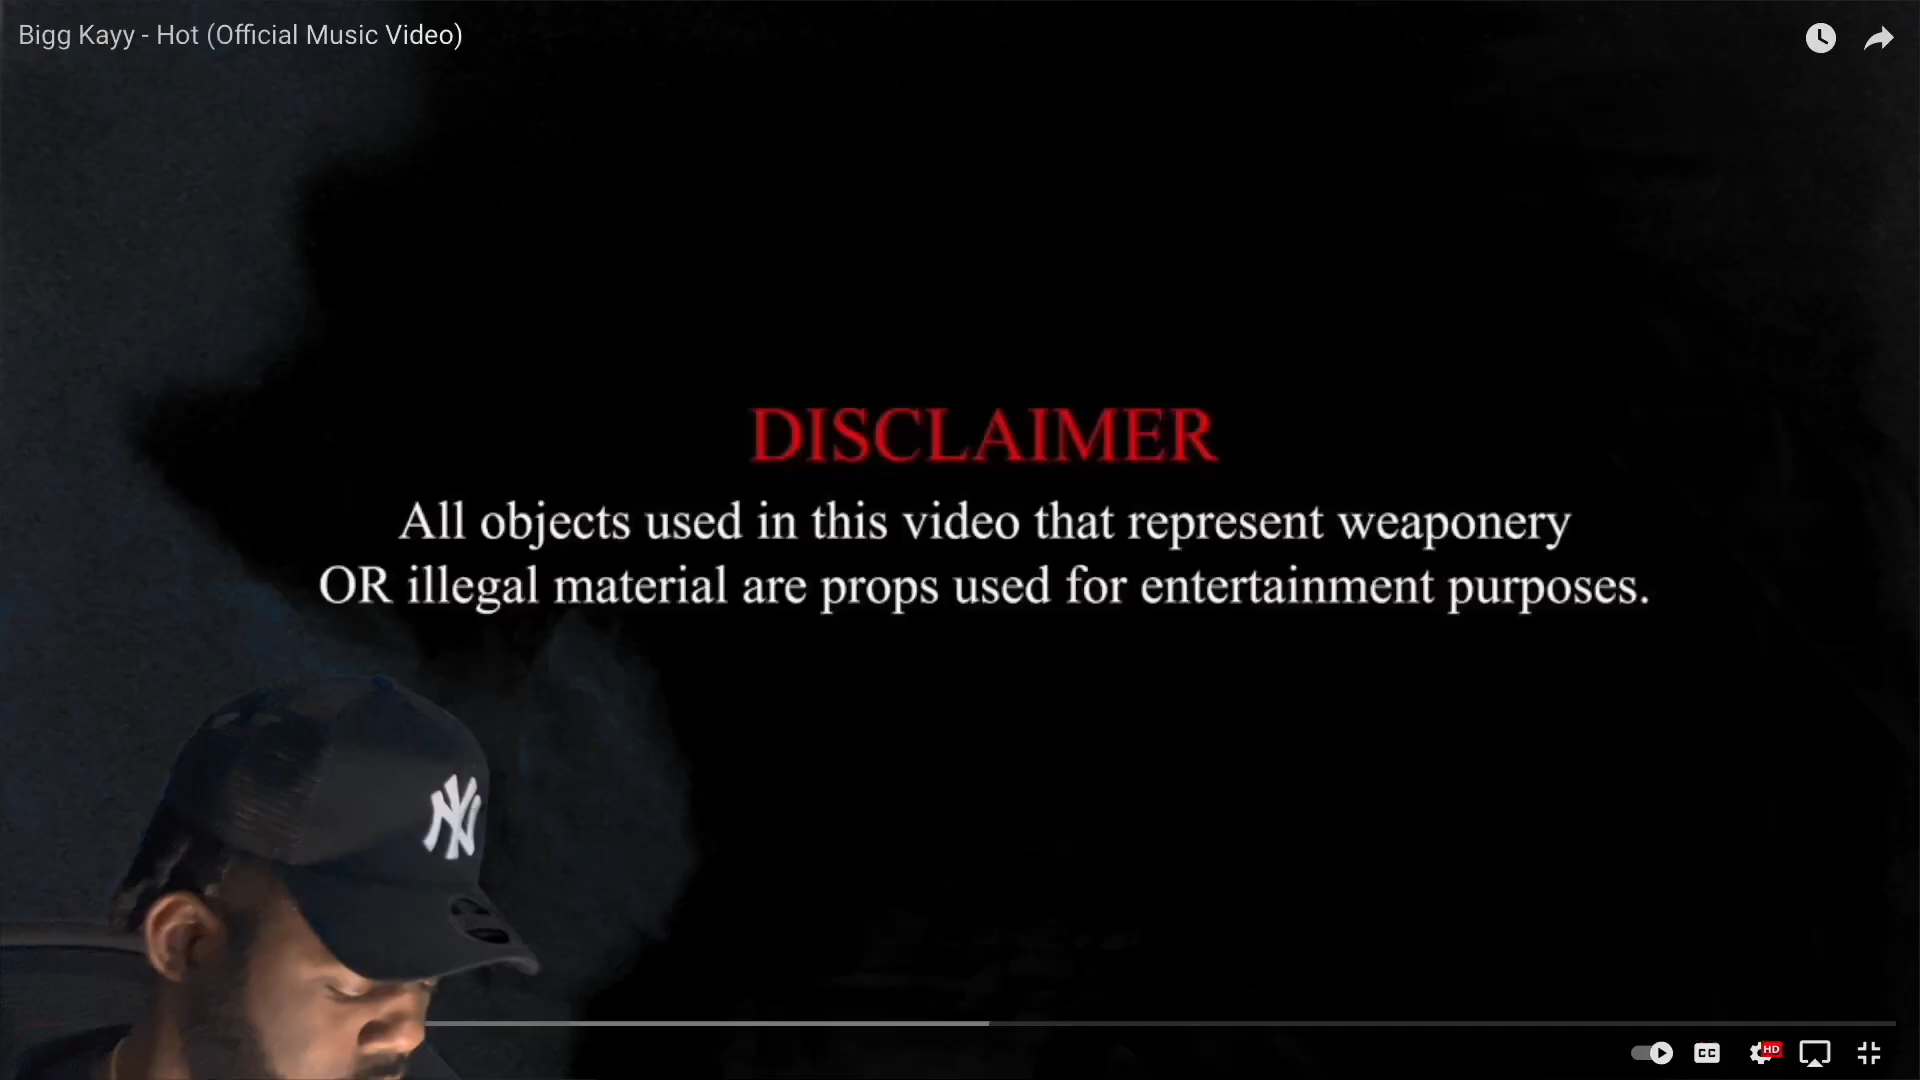 Bigg Kayy - Hot (Official Music Video)
DISCLAIMER
All objects used in this video that represent weaponery
OR illegal material are props used for entertainment purposes.
NY
CC
HD